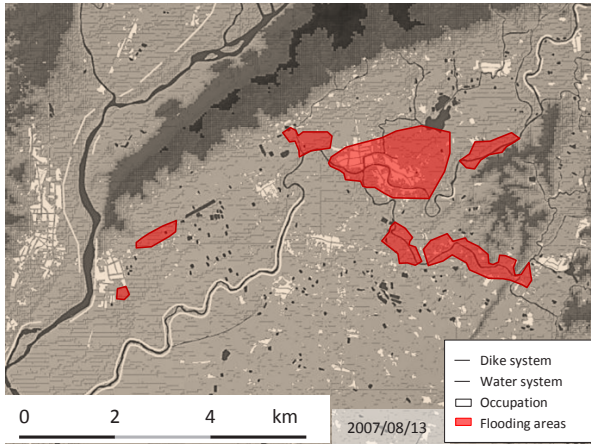 Dike system
Water system
Occupation
Flooding areas
0 2 4 km
2007/08/13